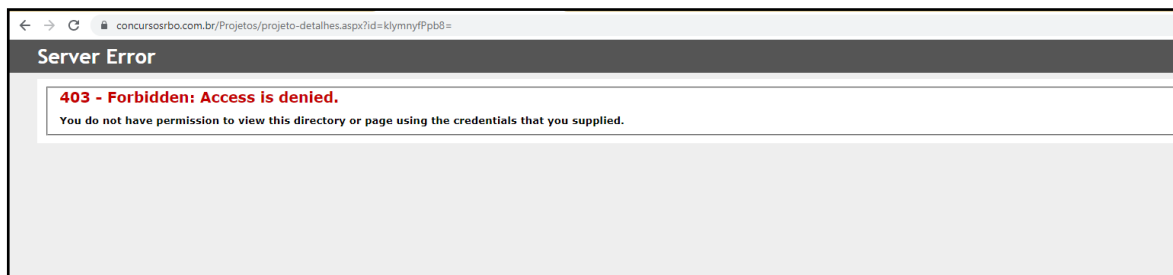 concursosrbo.com.br/Projetos/projeto-detalhes.aspx?id=klymnyfPpb8=
Server Error
403 - Forbidden: Access is denied.
You do not have permission to view this directory or page using the credentials that you supplied.